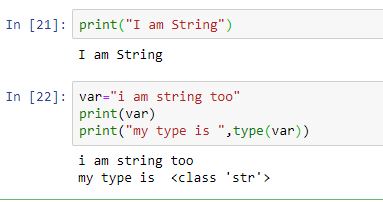 In [21]: print("I am String")
I am String
In [22]: var="i am string too"
print(var)
print("my type is ",type(var))
i am string too
my type is  <class 'str'>